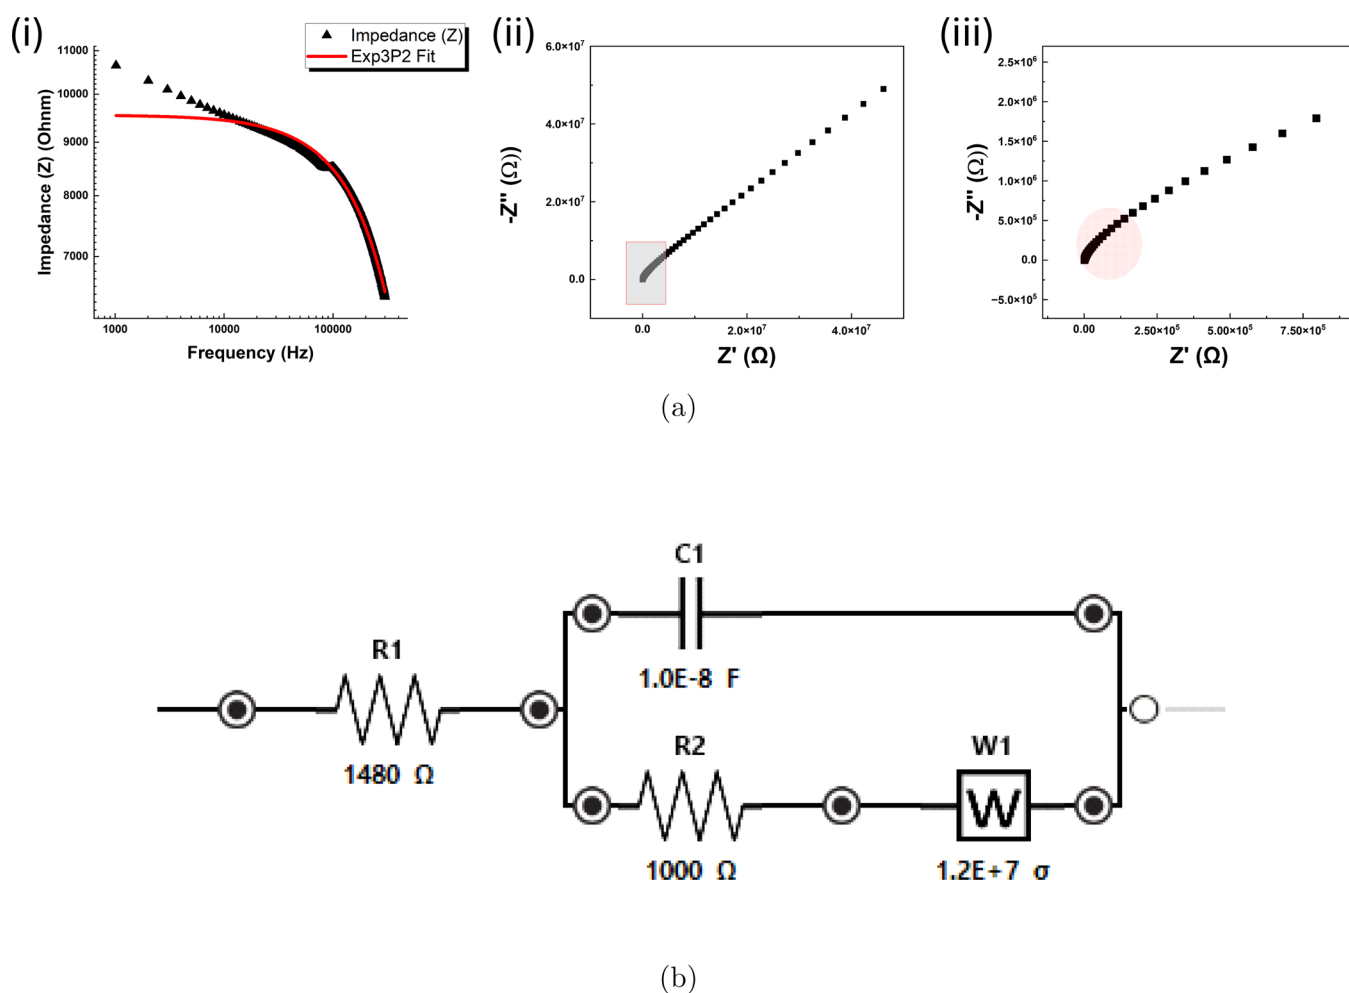 (i)
11000
10000
9000
8000
7000
Impedance (Z) (Ohnm)
Impedance (Z)
Exp3P2 Fit
1000
10000
100000
Frequency (Hz)
(ii)
6.0×10⁷
4.0×10⁷
2.0×10⁷
0.0
-Z'' (Ω))
0.0
2.0×10⁷
4.0×10⁷
Z' (Ω)
(iii)
2.5×10⁶
2.0×10⁶
1.5×10⁶
1.0×10⁶
5.0×10⁵
0.0
−5.0×10⁵
-Z'' (Ω))
0.00
2.50×10⁵
5.00×10⁵
7.50×10⁵
Z' (Ω)
(a)
C1
1.0E-8 F
R1
1480 Ω
R2
1000 Ω
W1
W
1.2E+7 σ
(b)